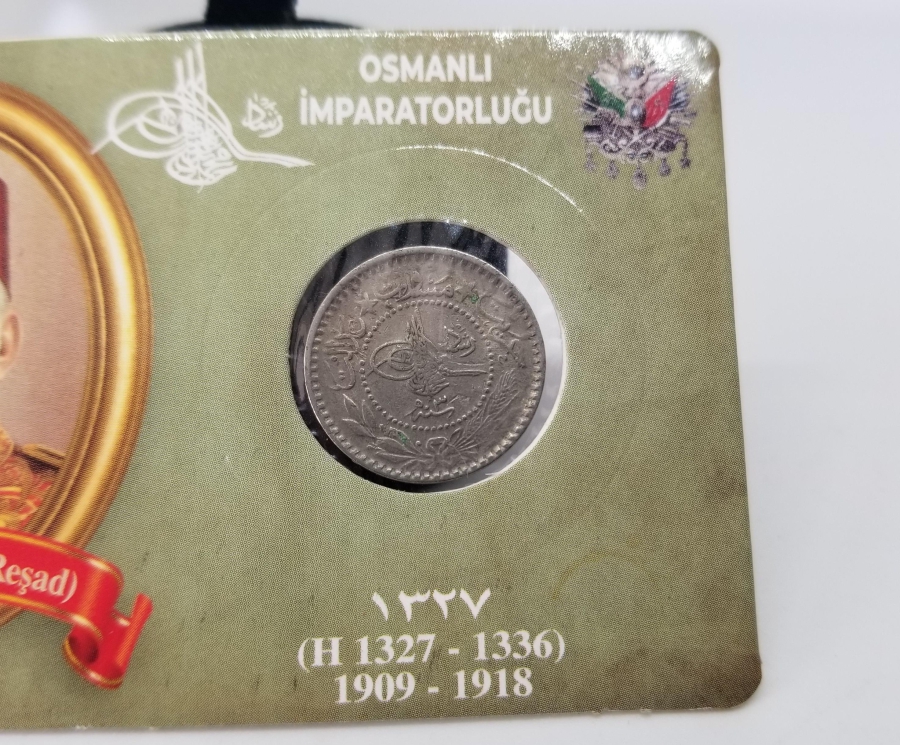 OSMANLI
İMPARATORLUĞU
Reşad)
١٣٢٧
(H 1327 - 1336)
1909 - 1918